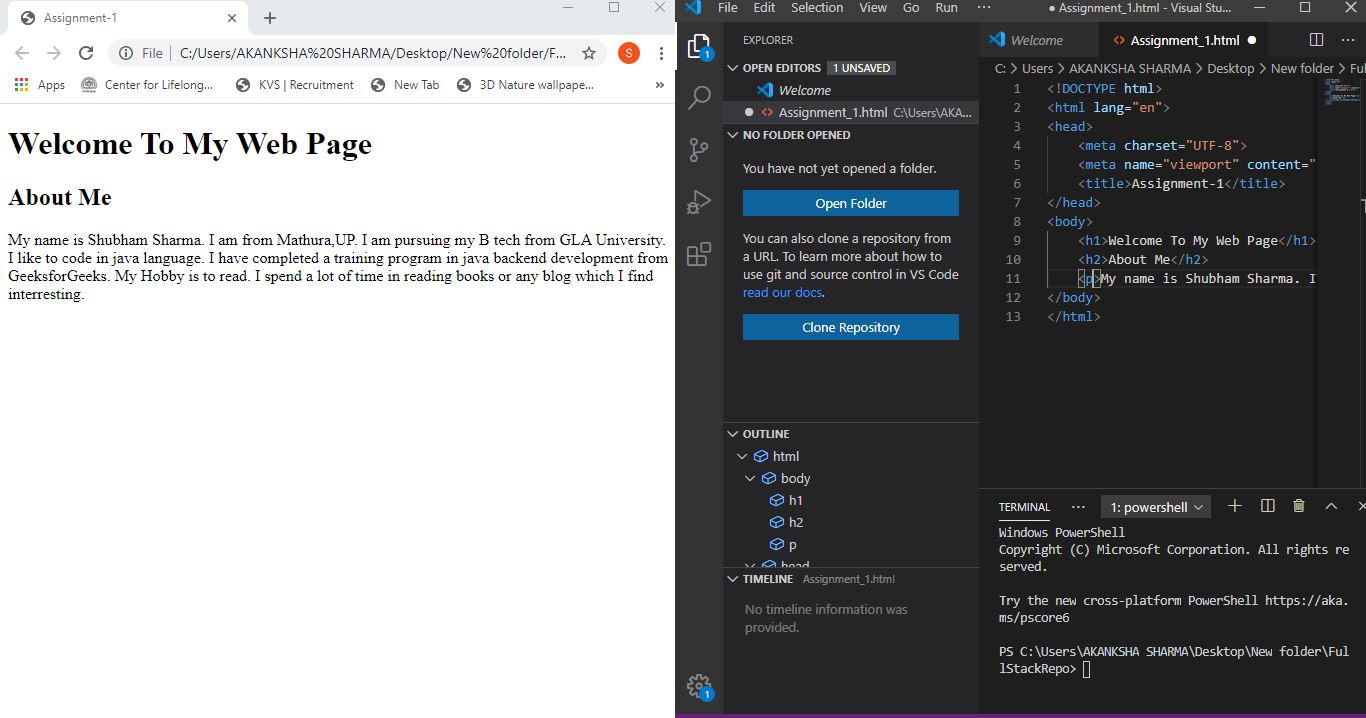 Assignment-1
File C:/Users/AKANKSHA%20SHARMA/Desktop/New%20folder/F... S
Apps Center for Lifelong... KVS | Recruitment New Tab 3D Nature wallpape... »
Welcome To My Web Page
About Me
My name is Shubham Sharma. I am from Mathura,UP. I am pursuing my B tech from GLA University.
I like to code in java language. I have completed a training program in java backend development from
GeeksforGeeks. My Hobby is to read. I spend a lot of time in reading books or any blog which I find
interresting.
File Edit Selection View Go Run ··· ● Assignment_1.html - Visual Stu...
1
EXPLORER
OPEN EDITORS 1 UNSAVED
Welcome
Assignment_1.html C:\Users\AKA...
NO FOLDER OPENED
You have not yet opened a folder.
Open Folder
You can also clone a repository from
a URL. To learn more about how to
use git and source control in VS Code
read our docs.
Clone Repository
OUTLINE
html
body
h1
h2
p
head
TIMELINE Assignment_1.html
No timeline information was
provided.
1
Welcome Assignment_1.html ●
C: > Users > AKANKSHA SHARMA > Desktop > New folder > Ful
1 <!DOCTYPE html>
2 <html lang="en">
3 <head>
4 <meta charset="UTF-8">
5 <meta name="viewport" content="
6 <title>Assignment-1</title>
7 </head>
8 <body>
9 <h1>Welcome To My Web Page</h1>
10 <h2>About Me</h2>
11 <p>My name is Shubham Sharma. I
12 </body>
13 </html>
TERMINAL ··· 1: powershell
Windows PowerShell
Copyright (C) Microsoft Corporation. All rights re
served.
Try the new cross-platform PowerShell https://aka.
ms/pscore6
PS C:\Users\AKANKSHA SHARMA\Desktop\New folder\Ful
lStackRepo>